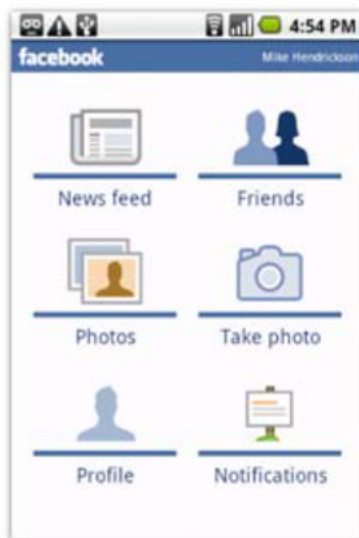 4:54 PM
facebook Mike Hendrickson
News feed Friends
Photos Take photo
Profile Notifications